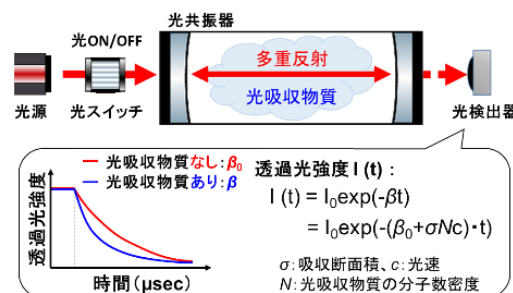 光共振器
光ON/OFF
多重反射
光吸収物質
光源
光スイッチ
光検出器
光吸収物質なし:β₀
光吸収物質あり:β
透過光強度
時間(μsec)
透過光強度 I (t) :
I (t) = I₀exp(-βt)
= I₀exp(-(β₀+σNc)・t)
σ:吸収断面積、c:光速
N:光吸収物質の分子数密度